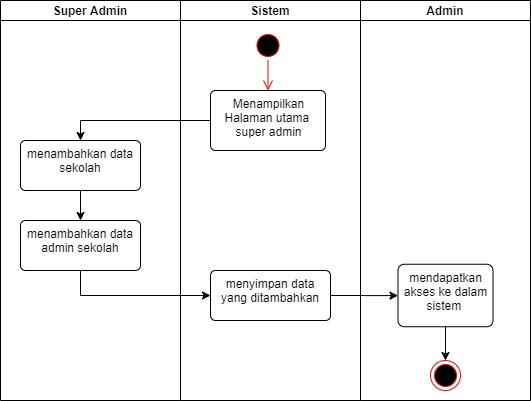 Super Admin
Sistem
Admin
Menampilkan
Halaman utama
super admin
menambahkan data
sekolah
menambahkan data
admin sekolah
menyimpan data
yang ditambahkan
mendapatkan
akses ke dalam
sistem